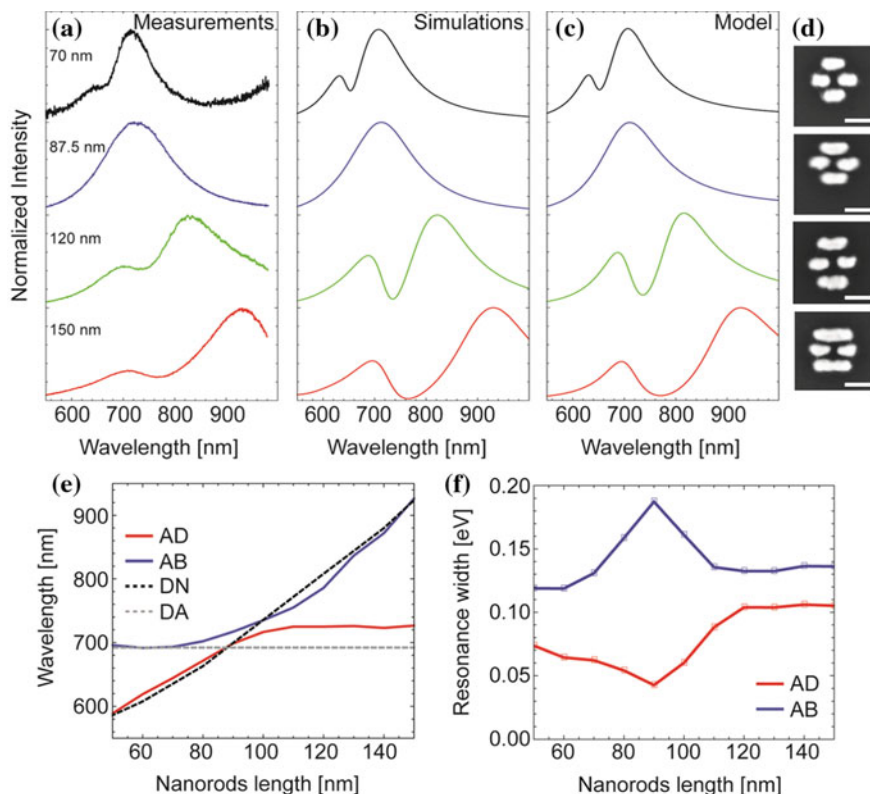 (a) Measurements (b) Simulations (c) Model (d)
70 nm
87.5 nm
120 nm
150 nm
Normalized Intensity
600 700 800 900 600 700 800 900 600 700 800 900
Wavelength [nm] Wavelength [nm] Wavelength [nm]
(e)
900
800
700
600
Wavelength [nm]
AD
AB
DN
DA
60 80 100 120 140
Nanorods length [nm]
(f)
0.20
0.15
0.10
0.05
0.00
Resonance width [eV]
AD
AB
60 80 100 120 140
Nanorods length [nm]